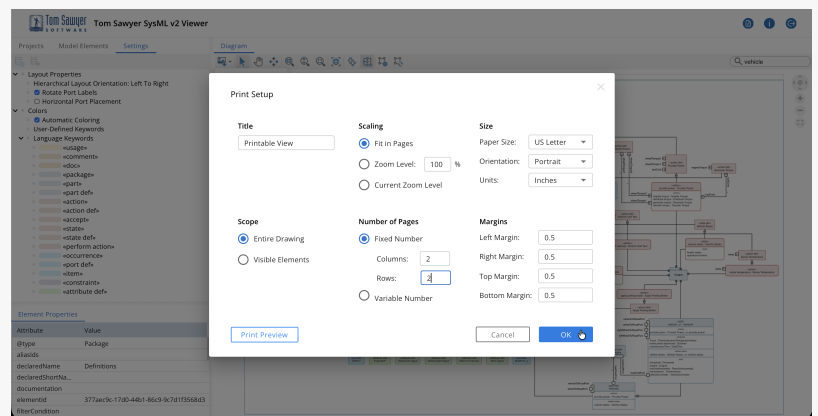 Tom Sawyer
SOFTWARE
Tom Sawyer SysML v2 Viewer
Projects Model Elements Settings
Diagram
vehicle
Layout Properties
Hierarchical Layout Orientation: Left To Right
Rotate Port Labels
Horizontal Port Placement
Colors
Automatic Coloring
User-Defined Keywords
Language Keywords
«usage»
«comment»
«doc»
«package»
«part»
«part def»
«action»
«action def»
«accept»
«state»
«state def»
«perform action»
«occurrence»
«port def»
«item»
«constraint»
«attribute def»
Element Properties
Attribute Value
@type Package
aliasIds
declaredName Definitions
declaredShortNa...
documentation
elementId 377aec9c-17d0-44b1-86c9-9c7d1f3568d3
filterCondition
Print Setup
Title
Printable View
Scaling
Fit in Pages
Zoom Level: 100 %
Current Zoom Level
Size
Paper Size: US Letter
Orientation: Portrait
Units: Inches
Scope
Entire Drawing
Visible Elements
Number of Pages
Fixed Number
Columns: 2
Rows: 2
Variable Number
Margins
Left Margin: 0.5
Right Margin: 0.5
Top Margin: 0.5
Bottom Margin: 0.5
Print Preview
Cancel
OK